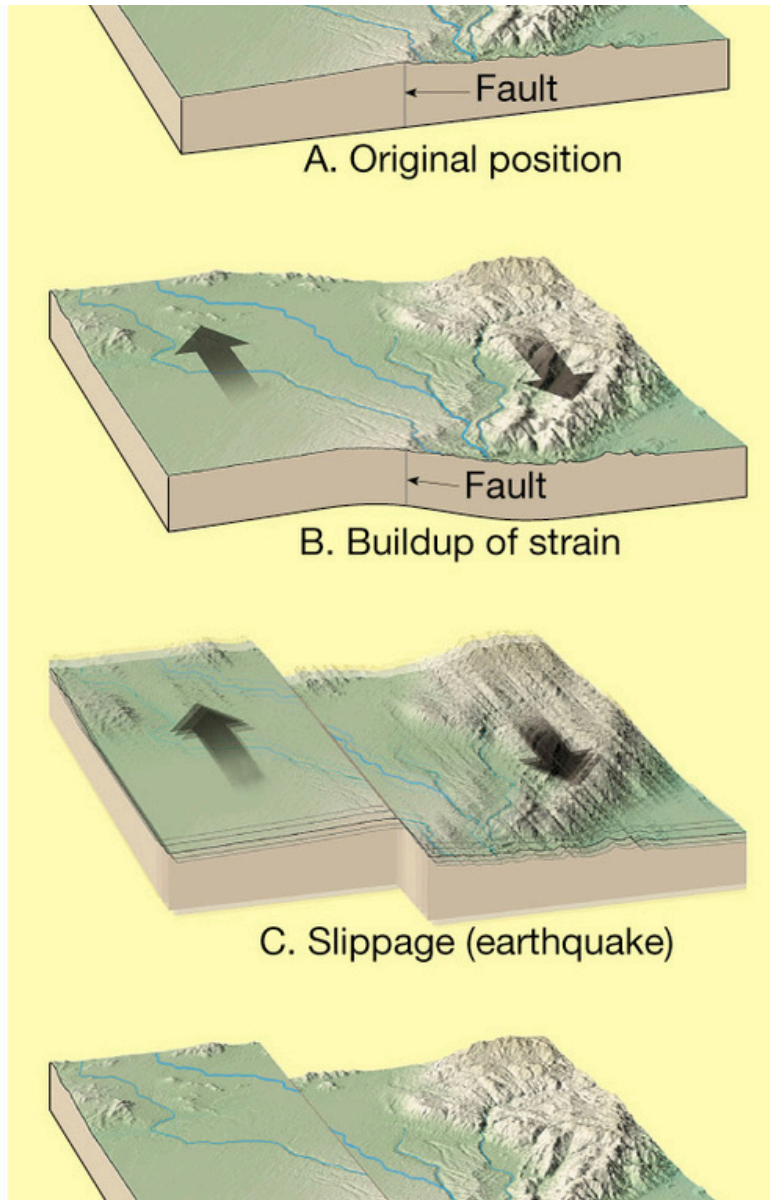 Fault
A. Original position
Fault
B. Buildup of strain
C. Slippage (earthquake)